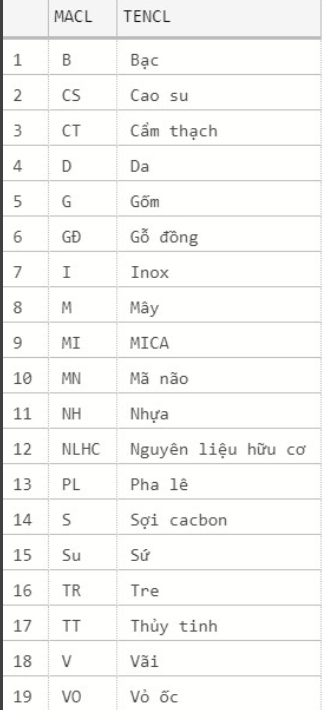 MACL TENCL
1 B Bạc
2 CS Cao su
3 CT Cẩm thạch
4 D Da
5 G Gốm
6 GĐ Gỗ đồng
7 I Inox
8 M Mây
9 MI MICA
10 MN Mã não
11 NH Nhựa
12 NLHC Nguyên liệu hữu cơ
13 PL Pha lê
14 S Sợi cacbon
15 Su Sứ
16 TR Tre
17 TT Thủy tinh
18 V Vãi
19 VO Vỏ ốc